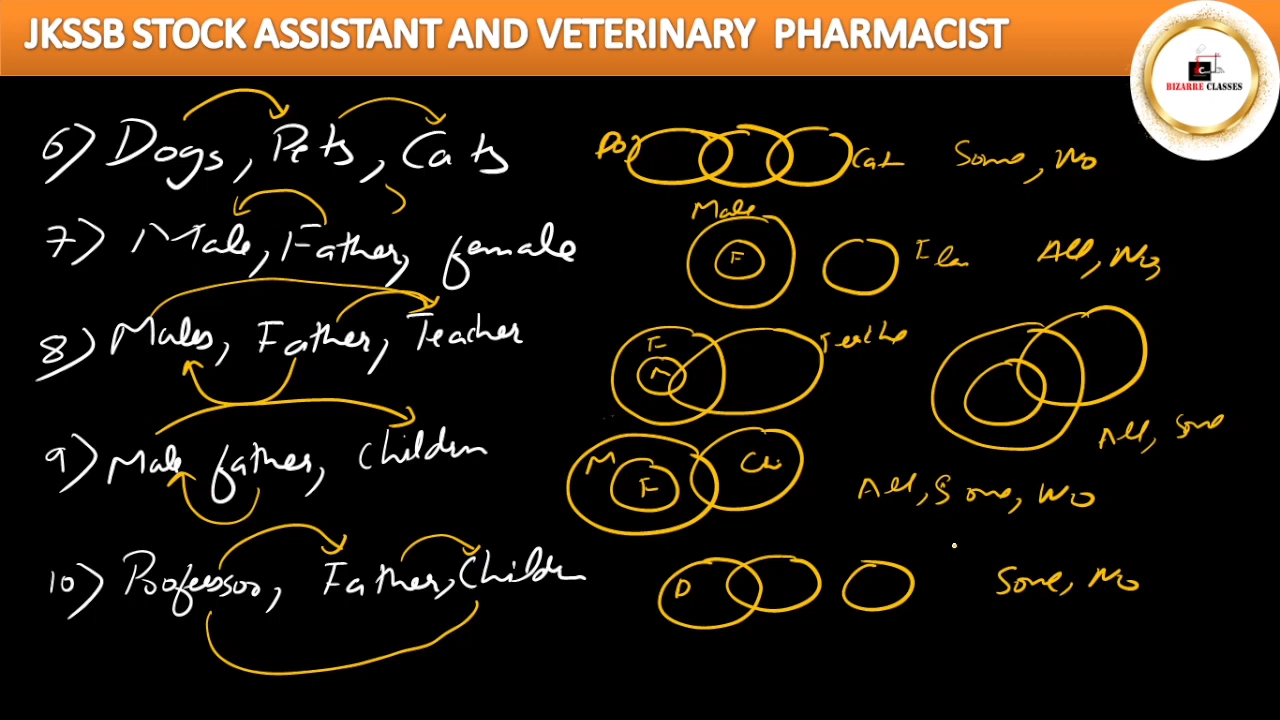 JKSSB STOCK ASSISTANT AND VETERINARY PHARMACIST
BIZARRE CLASSES
6) Dogs, Pets, Cats
Dog Cat Some, No
7) Male, Father, female
Male F All, No,
8) Males, Father, Teacher
F Teache
All, Some
9) Male father, Children
M F Chi All, Some, No
10) Professor, Father, Childrn
P Some, No